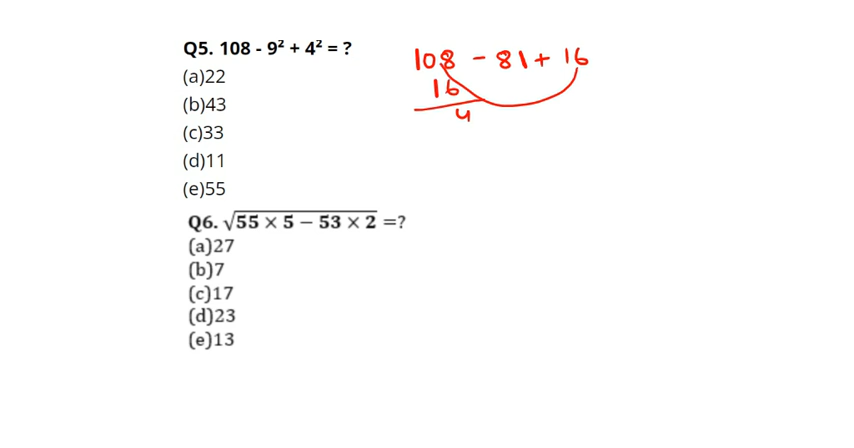 Q5. 108 - 9² + 4² = ?
108 - 81 + 16
(a)22
16
(b)43
4
(c)33
(d)11
(e)55
Q6. √55 × 5 − 53 × 2 =?
(a)27
(b)7
(c)17
(d)23
(e)13